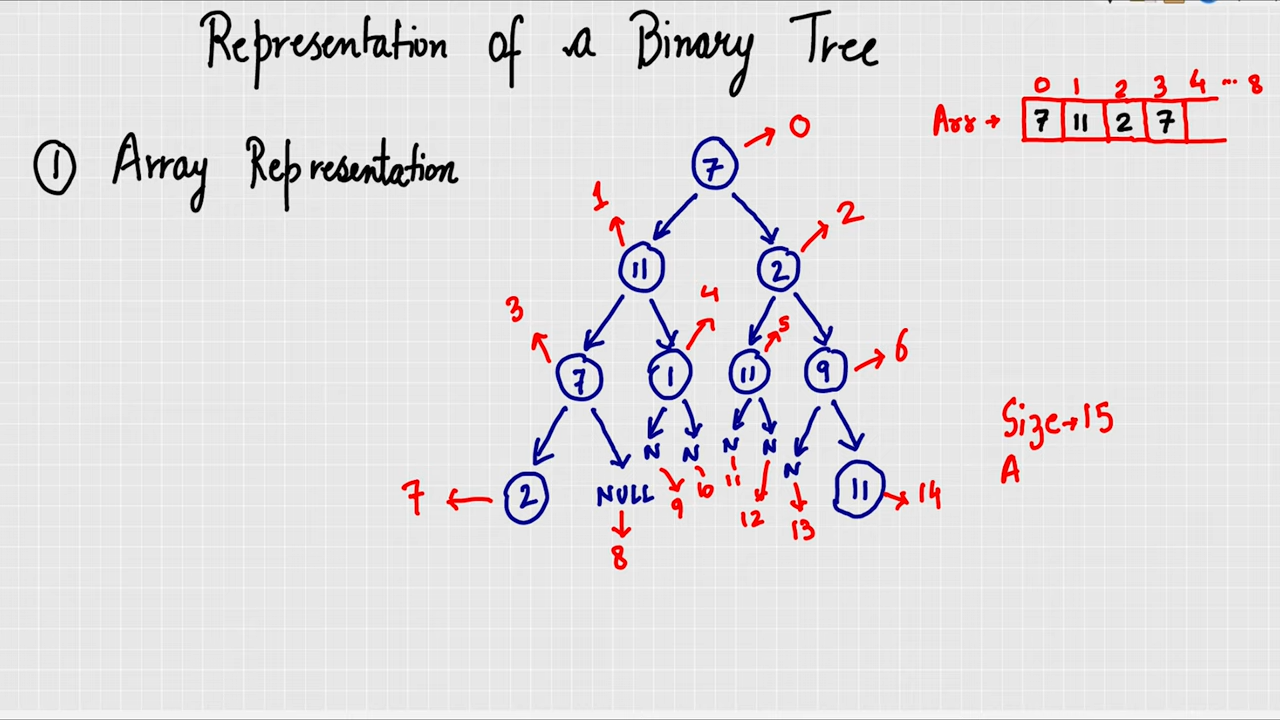 Representation of a Binary Tree
0 1 2 3 4 ... 8
Arr → 7 11 2 7
① Array Representation
7 → 0
1 2
11 2
3 4 5 6
7 1 11 9
N N N N N
7 ← 2 NULL 9 10 11 12 13 11 → 14
8
Size → 15
A